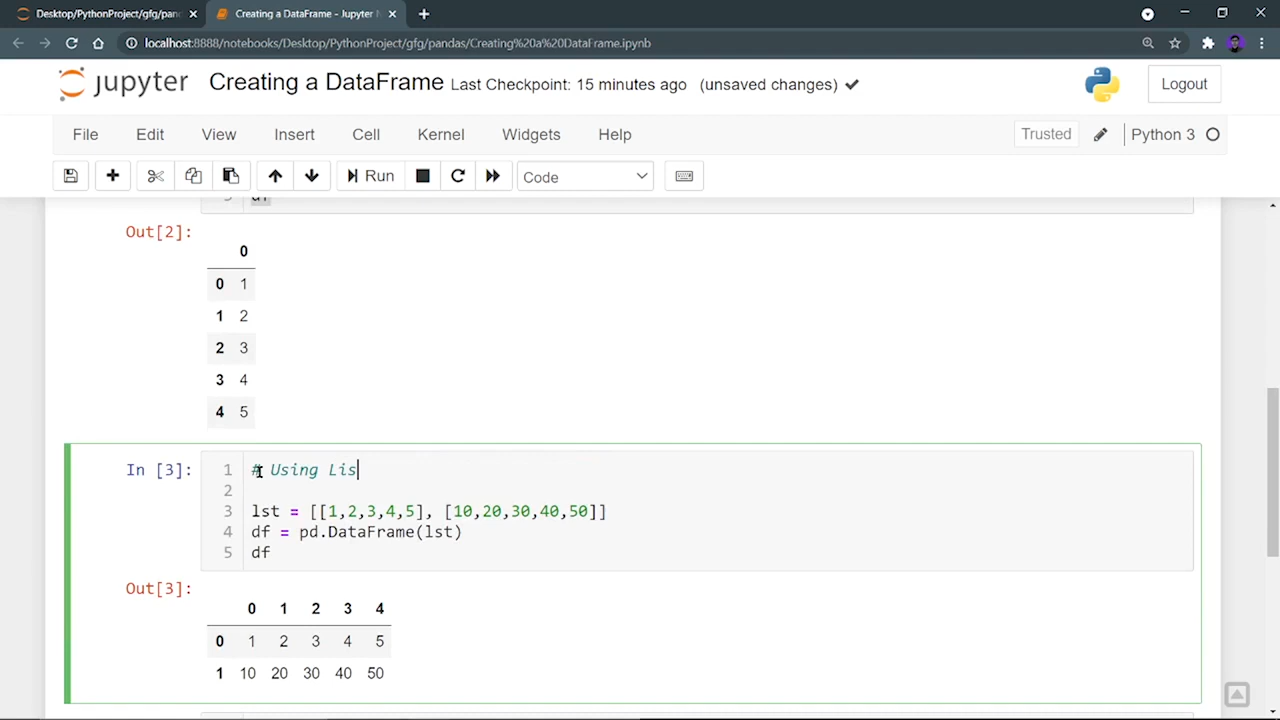 Desktop/PythonProject/gfg/pand
Creating a DataFrame - Jupyter
localhost:8888/notebooks/Desktop/PythonProject/gfg/pandas/Creating%20a%20DataFrame.ipynb
jupyter Creating a DataFrame Last Checkpoint: 15 minutes ago (unsaved changes) Logout
File Edit View Insert Cell Kernel Widgets Help Trusted Python 3
Run Code
5 df
Out[2]:
0
0 1
1 2
2 3
3 4
4 5
In [3]: 1 # Using Lis
2
3 lst = [[1,2,3,4,5], [10,20,30,40,50]]
4 df = pd.DataFrame(lst)
5 df
Out[3]:
0 1 2 3 4
0 1 2 3 4 5
1 10 20 30 40 50